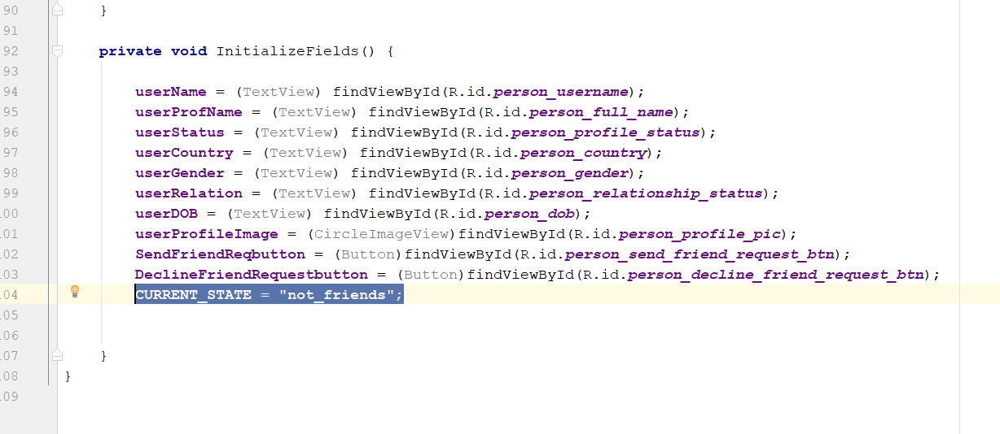 90 }
91
92 private void InitializeFields() {
93
94 userName = (TextView) findViewById(R.id.person_username);
95 userProfName = (TextView) findViewById(R.id.person_full_name);
96 userStatus = (TextView) findViewById(R.id.person_profile_status);
97 userCountry = (TextView) findViewById(R.id.person_country);
98 userGender = (TextView) findViewById(R.id.person_gender);
99 userRelation = (TextView) findViewById(R.id.person_relationship_status);
00 userDOB = (TextView) findViewById(R.id.person_dob);
01 userProfileImage = (CircleImageView)findViewById(R.id.person_profile_pic);
02 SendFriendReqbutton = (Button)findViewById(R.id.person_send_friend_request_btn);
03 DeclineFriendRequestbutton = (Button)findViewById(R.id.person_decline_friend_request_btn);
04 CURRENT_STATE = "not_friends";
05
06
07 }
08 }
09